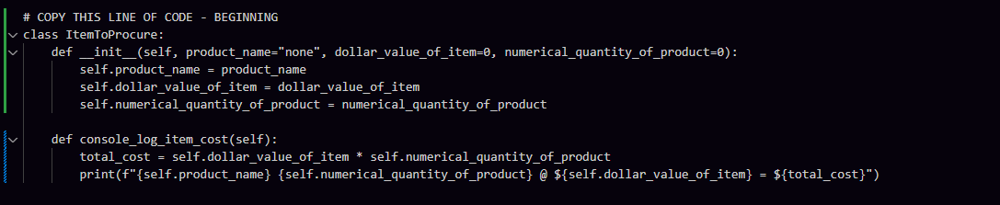 # COPY THIS LINE OF CODE - BEGINNING
class ItemToProcure:
    def __init__(self, product_name="none", dollar_value_of_item=0, numerical_quantity_of_product=0):
        self.product_name = product_name
        self.dollar_value_of_item = dollar_value_of_item
        self.numerical_quantity_of_product = numerical_quantity_of_product

    def console_log_item_cost(self):
        total_cost = self.dollar_value_of_item * self.numerical_quantity_of_product
        print(f"{self.product_name} {self.numerical_quantity_of_product} @ ${self.dollar_value_of_item} = ${total_cost}")